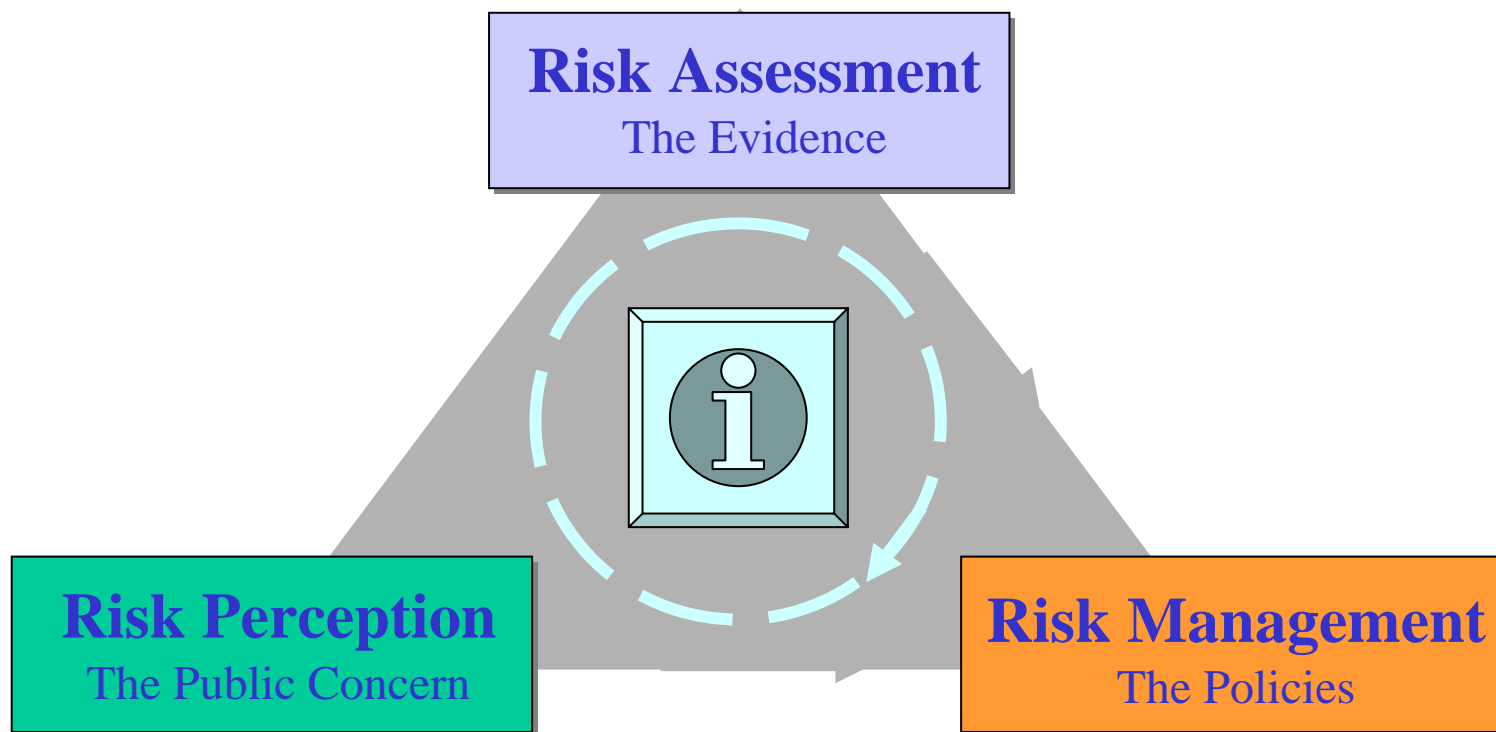 Risk Assessment
The Evidence
i
Risk Perception
The Public Concern
Risk Management
The Policies